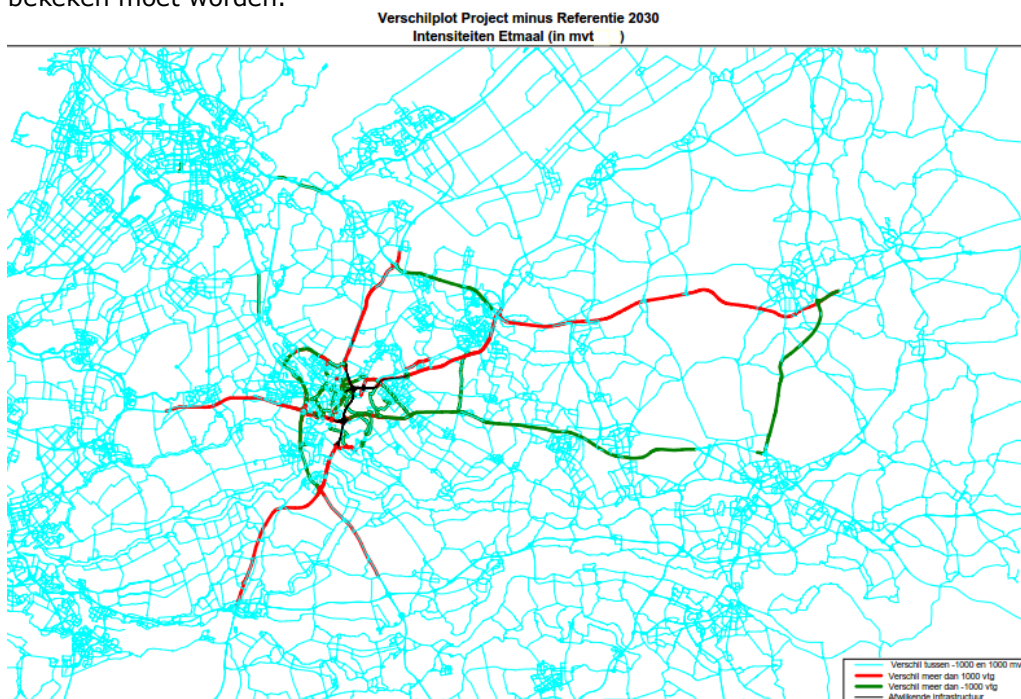 bekeken moet worden.
Verschilplot Project minus Referentie 2030
Intensiteiten Etmaal (in mvt )
Verschil tussen -1000 en 1000 mv
Verschil meer dan 1000 vtg
Verschil meer dan -1000 vtg
Afwijkende infrastructuur